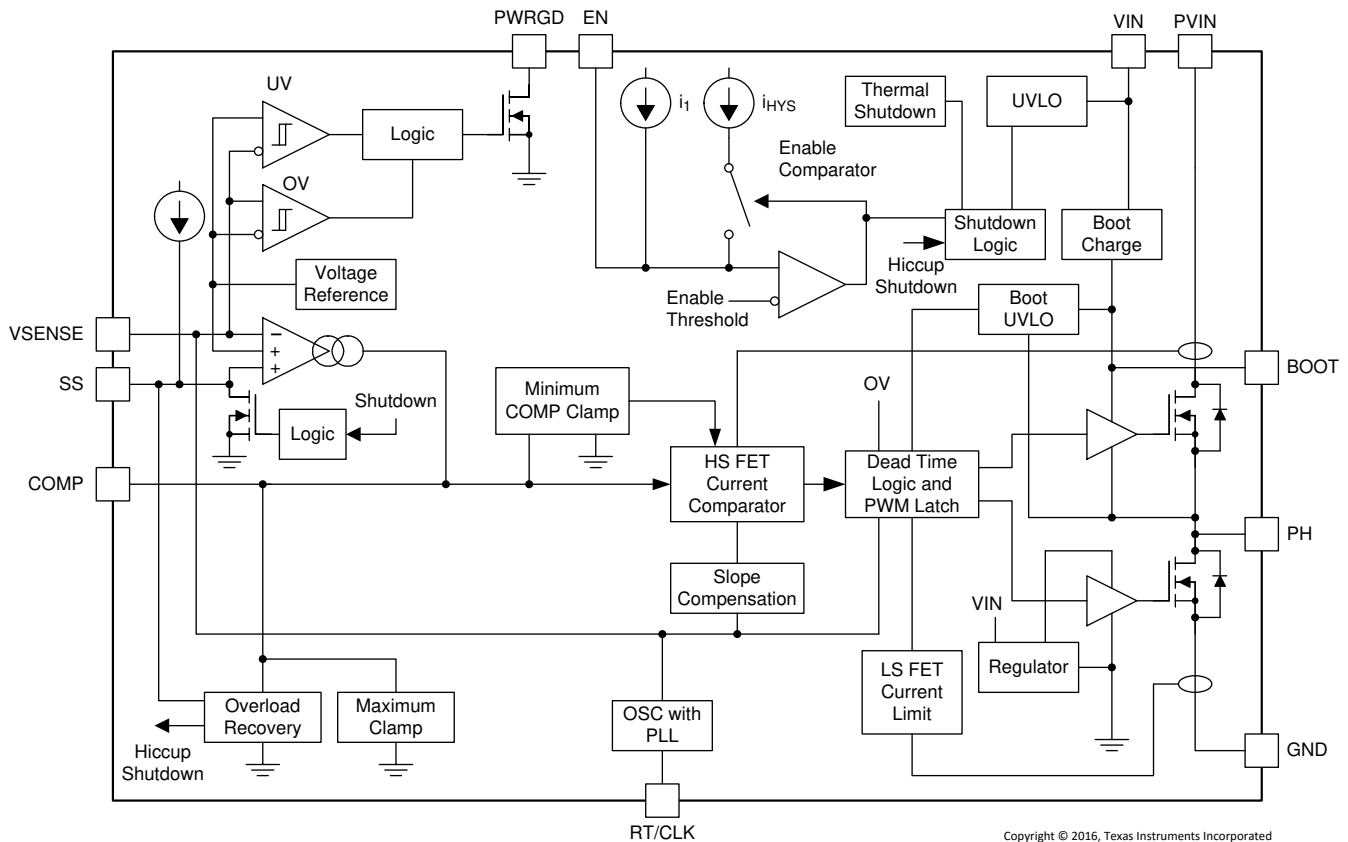 PWRGD
EN
VIN
PVIN
UV
i1
iHYS
Thermal
Shutdown
UVLO
Logic
Enable
Comparator
OV
Shutdown
Logic
Boot
Charge
Hiccup
Shutdown
Voltage
Reference
Enable
Threshold
Boot
UVLO
VSENSE
−
+
+
SS
BOOT
Minimum
COMP Clamp
OV
Shutdown
Logic
COMP
HS FET
Current
Comparator
Dead Time
Logic and
PWM Latch
PH
Slope
Compensation
VIN
Regulator
LS FET
Current
Limit
Overload
Recovery
Maximum
Clamp
OSC with
PLL
Hiccup
Shutdown
GND
RT/CLK
Copyright © 2016, Texas Instruments Incorporated